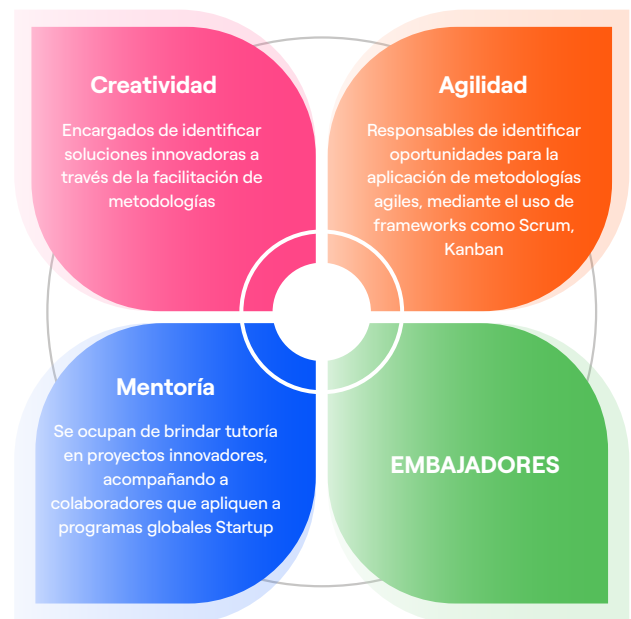 Creatividad
Encargados de identificar
soluciones innovadoras a
través de la facilitación de
metodologías
Agilidad
Responsables de identificar
oportunidades para la
aplicación de metodologías
agiles, mediante el uso de
frameworks como Scrum,
Kanban
Mentoría
Se ocupan de brindar tutoría
en proyectos innovadores,
acompañando a
colaboradores que apliquen a
programas globales Startup
EMBAJADORES